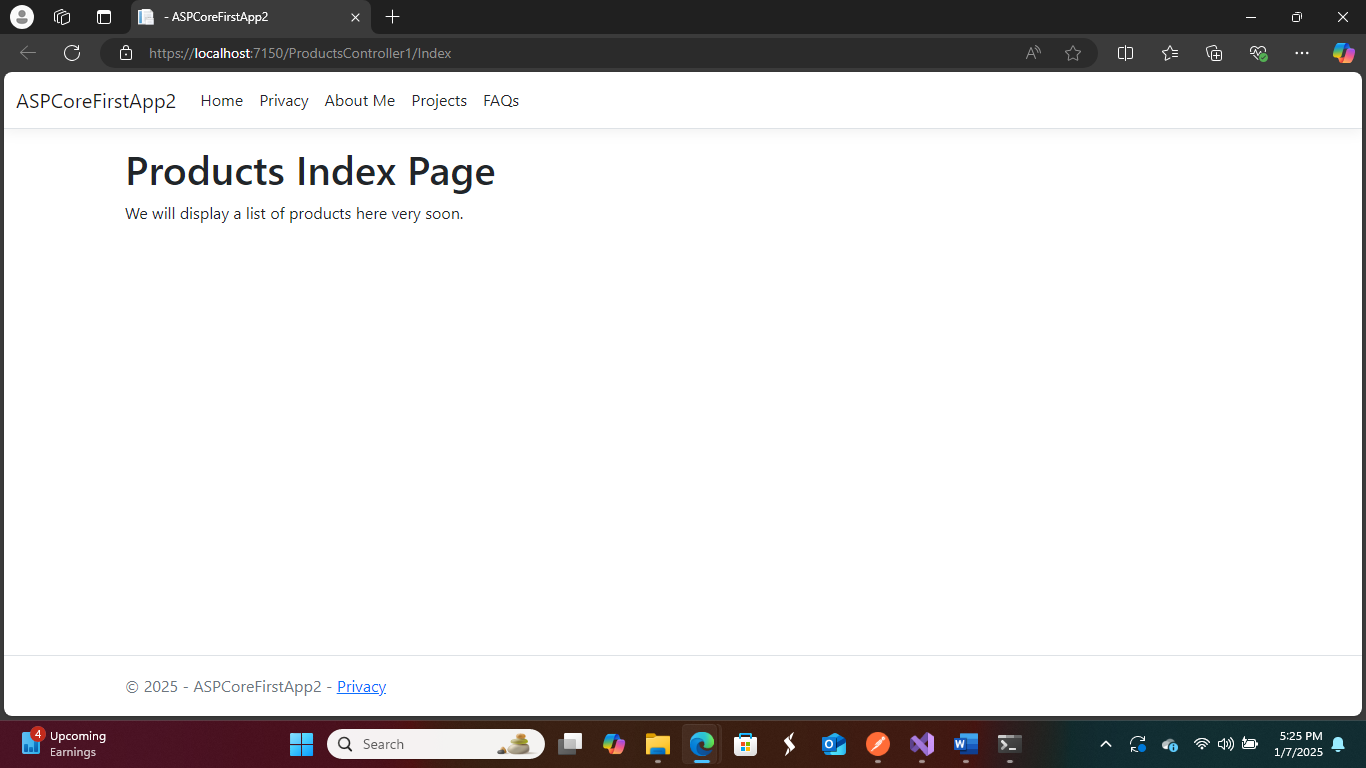 - ASPCoreFirstApp2
https://localhost:7150/ProductsController1/Index
ASPCoreFirstApp2 Home Privacy About Me Projects FAQs
Products Index Page
We will display a list of products here very soon.
© 2025 - ASPCoreFirstApp2 - Privacy
4
Upcoming
Earnings
Search
5:25 PM
1/7/2025